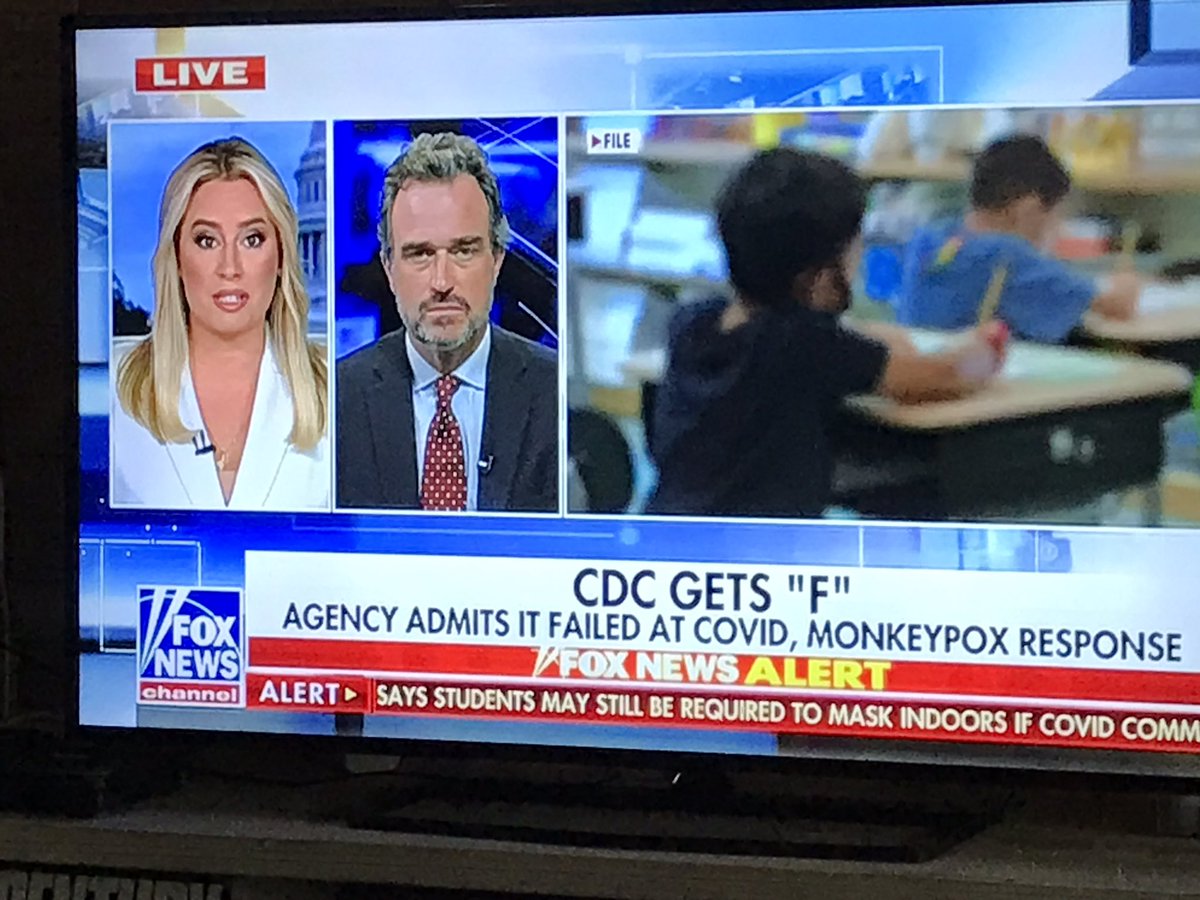 LIVE
FILE
CDC GETS "F"
AGENCY ADMITS IT FAILED AT COVID, MONKEYPOX RESPONSE
FOX NEWS ALERT
FOX
NEWS
channel
ALERT
SAYS STUDENTS MAY STILL BE REQUIRED TO MASK INDOORS IF COVID COMM